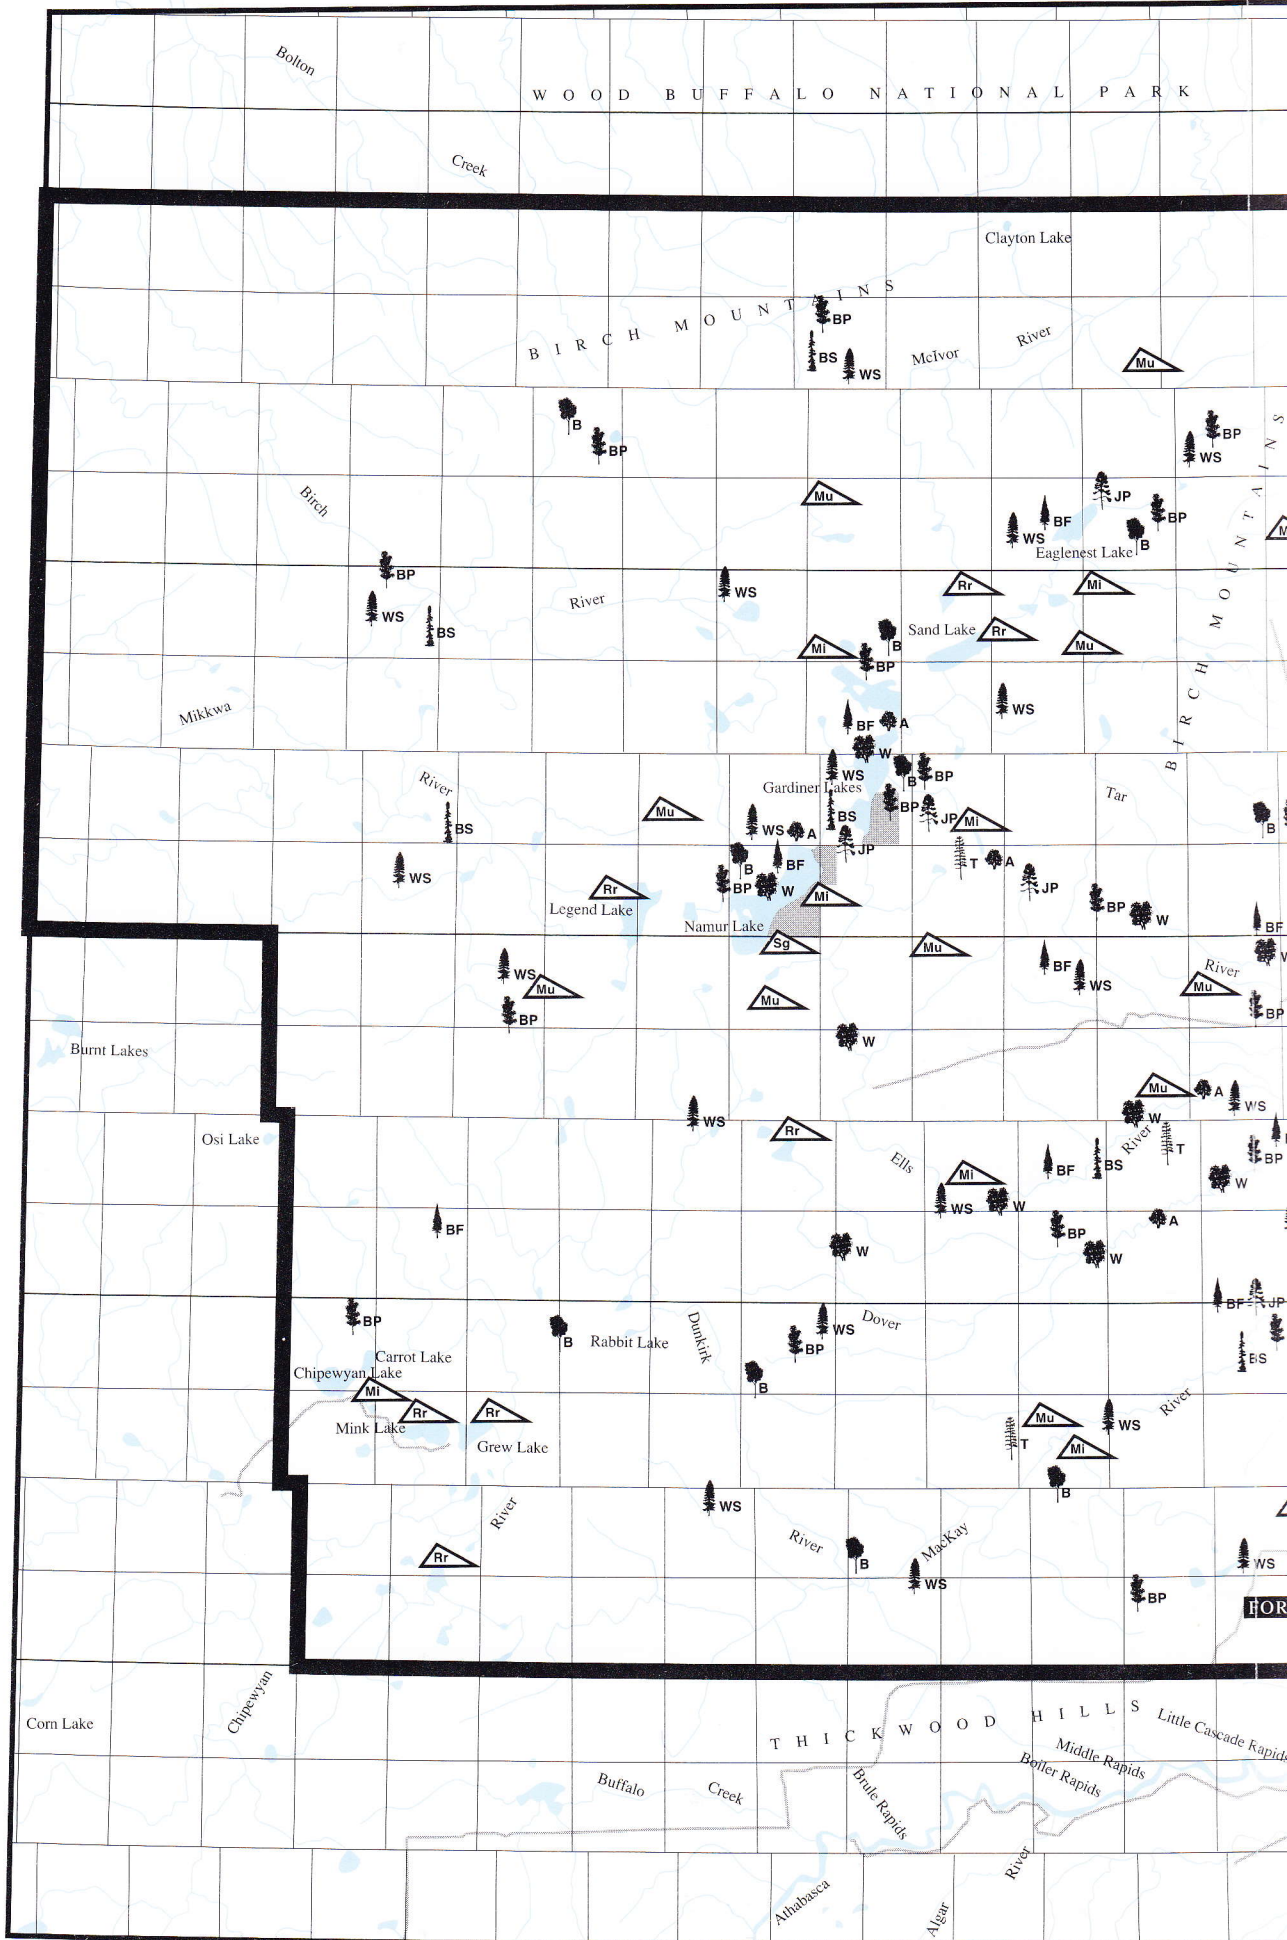 Bolton
WOOD BUFFALO NATIONAL PARK
Creek
Clayton Lake
BIRCH MOUNTAINS
BP
BS
WS
McIvor
River
Mu
B
BP
BP
WS
BIRCH MOUNTAINS
Birch
Mu
JP
BP
BF
WS
B
Eaglenest Lake
BP
WS
BS
River
WS
Rr
Mi
Sand Lake
Rr
Mu
B
Mi
BP
Mikkwa
WS
BF
A
W
River
BS
WS
Gardiner Lakes
WS
B
BP
BP
BS
JP
Mi
Tar
B
Mu
WS
A
JP
B
BF
BP
W
T
A
JP
Rr
Legend Lake
Mi
BP
W
Namur Lake
Sg
Mu
BF
W
BF
WS
River
Mu
BP
WS
Mu
BP
Mu
W
Burnt Lakes
Mu
A
WS
W
WS
Osi Lake
Rr
Ells
River
T
BP
W
BF
BS
Mi
WS
W
BF
BP
A
W
W
BF
JP
BS
BP
B
Rabbit Lake
Dunkirk
WS
BP
Dover
B
Carrot Lake
Chipewyan Lake
Mi
Rr
Rr
Mink Lake
Grew Lake
Mu
WS
River
T
Mi
B
WS
River
Rr
River
B
MacKay
WS
WS
BP
FOR
Chipewyan
Corn Lake
THICKWOOD HILLS
Little Cascade Rapids
Middle Rapids
Boiler Rapids
Buffalo
Creek
Brule Rapids
River
Athabasca
Algar